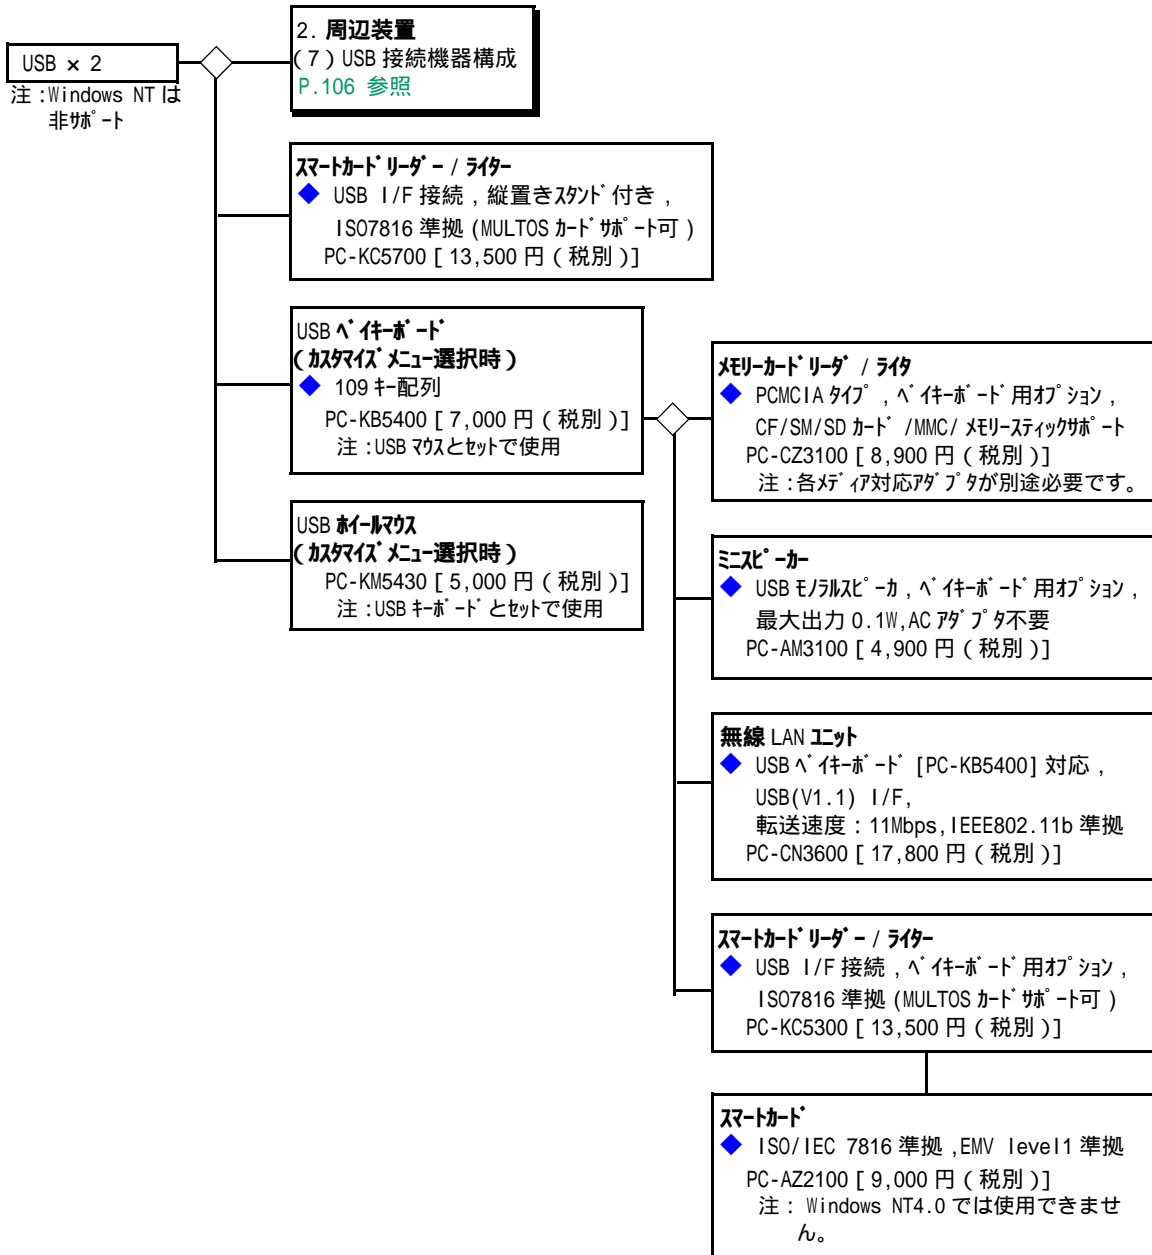 USB × 2
注：Windows NT は
非ｻﾎﾟｰﾄ
2. 周辺装置
(７) USB 接続機器構成
P.106 参照
ｽﾏｰﾄｶｰﾄﾞﾘｰﾀﾞｰ / ﾗｲﾀｰ
◆ USB I/F 接続，縦置きｽﾀﾝﾄﾞ付き，
ISO7816 準拠 (MULTOS ｶｰﾄﾞｻﾎﾟｰﾄ可 )
PC-KC5700 [ 13,500 円 ( 税別 )]
USB ﾍﾞｲｷｰﾎﾞｰﾄﾞ
( ｶｽﾀﾏｲｽﾞﾒﾆｭｰ選択時 )
◆ 109 ｷｰ配列
PC-KB5400 [ 7,000 円 ( 税別 )]
注：USB ﾏｳｽとｾｯﾄで使用
USB ﾎｲｰﾙﾏｳｽ
( ｶｽﾀﾏｲｽﾞﾒﾆｭｰ選択時 )
PC-KM5430 [ 5,000 円 ( 税別 )]
注：USB ｷｰﾎﾞｰﾄﾞとｾｯﾄで使用
ﾒﾓﾘｰｶｰﾄﾞﾘｰﾀﾞ / ﾗｲﾀ
◆ PCMCIA ﾀｲﾌﾟ，ﾍﾞｲｷｰﾎﾞｰﾄﾞ用ｵﾌﾟｼｮﾝ，
CF/SM/SD ｶｰﾄﾞ/MMC/ ﾒﾓﾘｰｽﾃｨｯｸｻﾎﾟｰﾄ
PC-CZ3100 [ 8,900 円 ( 税別 )]
注：各ﾒﾃﾞｨｱ対応ｱﾀﾞﾌﾟﾀが別途必要です。
ﾐﾆｽﾋﾟｰｶｰ
◆ USB ﾓﾉﾗﾙｽﾋﾟｰｶ，ﾍﾞｲｷｰﾎﾞｰﾄﾞ用ｵﾌﾟｼｮﾝ，
最大出力 0.1W,AC ｱﾀﾞﾌﾟﾀ不要
PC-AM3100 [ 4,900 円 ( 税別 )]
無線 LAN ﾕﾆｯﾄ
◆ USB ﾍﾞｲｷｰﾎﾞｰﾄﾞ [PC-KB5400] 対応，
USB(V1.1) I/F,
転送速度：11Mbps,IEEE802.11b 準拠
PC-CN3600 [ 17,800 円 ( 税別 )]
ｽﾏｰﾄｶｰﾄﾞﾘｰﾀﾞｰ / ﾗｲﾀｰ
◆ USB I/F 接続，ﾍﾞｲｷｰﾎﾞｰﾄﾞ用ｵﾌﾟｼｮﾝ，
ISO7816 準拠 (MULTOS ｶｰﾄﾞｻﾎﾟｰﾄ可 )
PC-KC5300 [ 13,500 円 ( 税別 )]
ｽﾏｰﾄｶｰﾄﾞ
◆ ISO/IEC 7816 準拠 ,EMV level1 準拠
PC-AZ2100 [ 9,000 円 ( 税別 )]
注： Windows NT4.0 では使用できませ
ん。